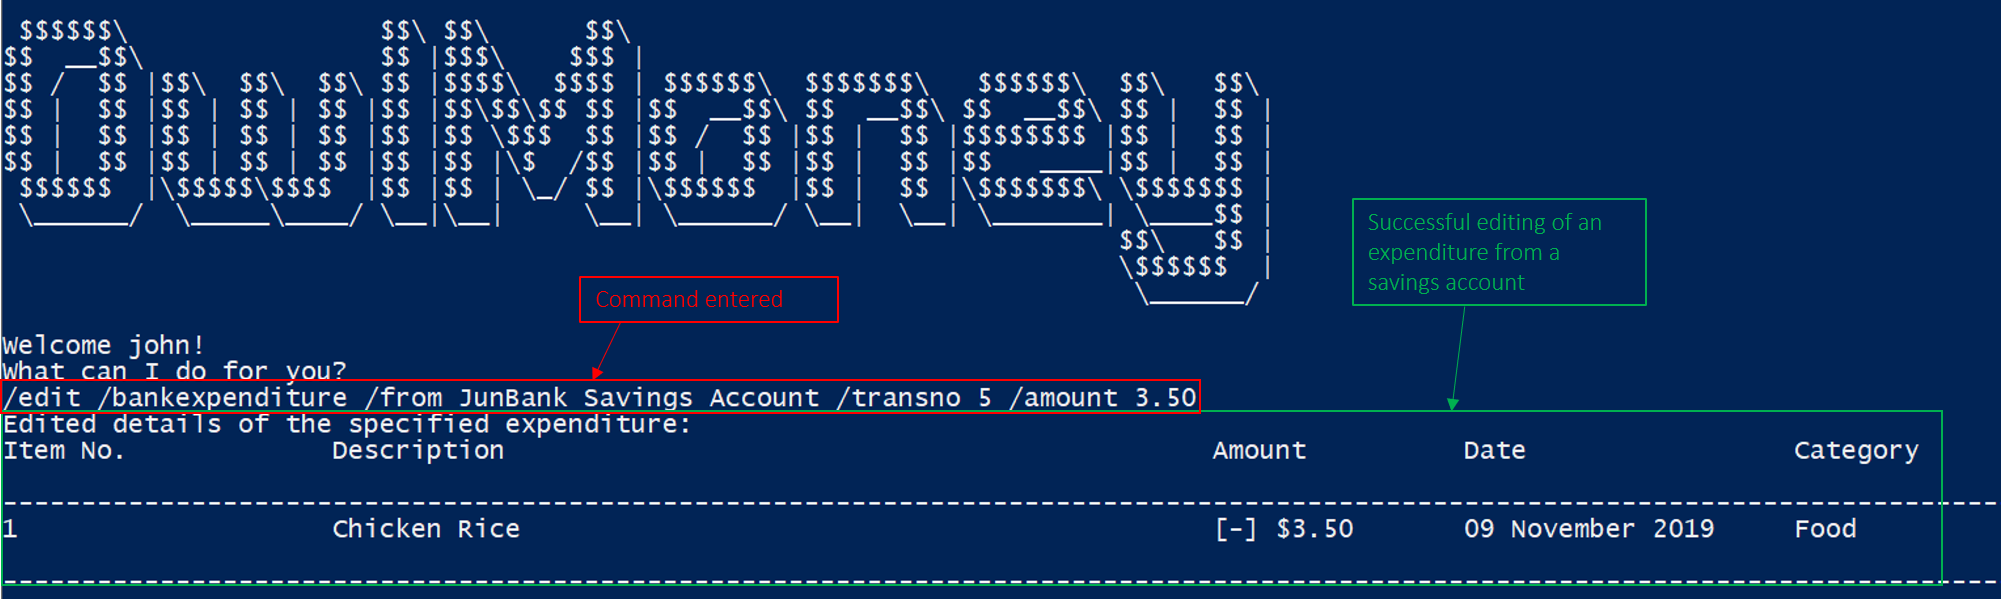 OwlMoney
Successful editing of an
expenditure from a
savings account
Command entered
Welcome john!
What can I do for you?
/edit /bankexpenditure /from JunBank Savings Account /transno 5 /amount 3.50
Edited details of the specified expenditure:
Item No. Description Amount Date Category
1 Chicken Rice [-] $3.50 09 November 2019 Food